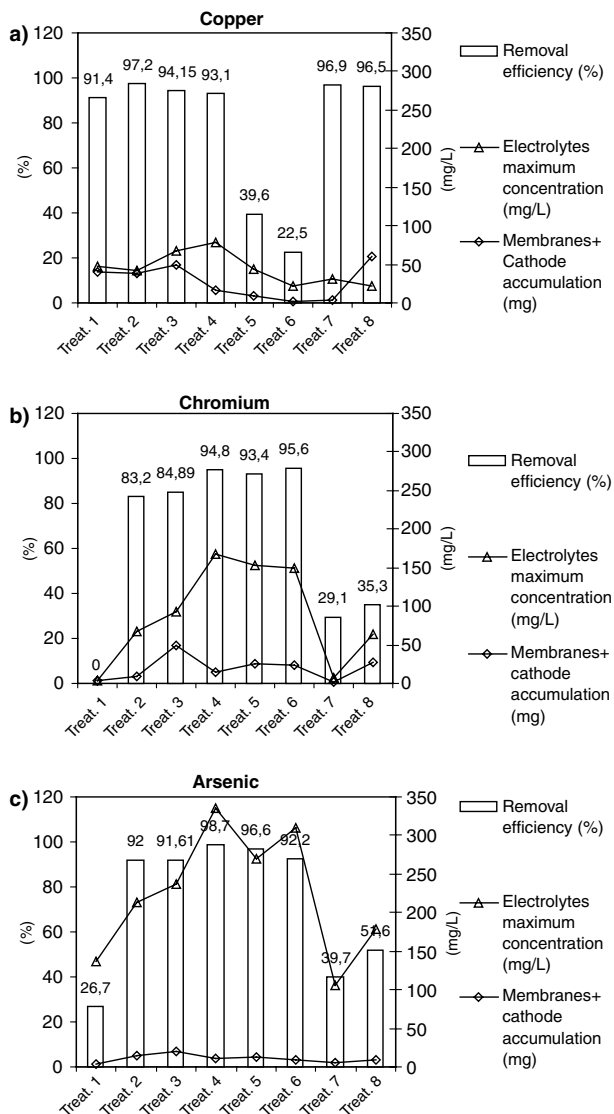 a)
Copper
120
100
80
60
40
20
0
(%)
91,4
97,2
94,15
93,1
39,6
22,5
96,9
96,5
350
300
250
200
150
100
50
0
(mg/L)
Treat. 1
Treat. 2
Treat. 3
Treat. 4
Treat. 5
Treat. 6
Treat. 7
Treat. 8
Removal
efficiency (%)
Electrolytes
maximum
concentration
(mg/L)
Membranes+
Cathode
accumulation
(mg)
b)
Chromium
120
100
80
60
40
20
0
(%)
0
83,2
84,89
94,8
93,4
95,6
29,1
35,3
350
300
250
200
150
100
50
0
(mg/L)
Treat. 1
Treat. 2
Treat. 3
Treat. 4
Treat. 5
Treat. 6
Treat. 7
Treat. 8
Removal
efficiency (%)
Electrolytes
maximum
concentration
(mg/L)
Membranes+
cathode
accumulation
(mg)
c)
Arsenic
120
100
80
60
40
20
0
(%)
26,7
92
91,61
98,7
96,6
92,2
39,7
51,6
350
300
250
200
150
100
50
0
(mg/L)
Treat. 1
Treat. 2
Treat. 3
Treat. 4
Treat. 5
Treat. 6
Treat. 7
Treat. 8
Removal
efficiency (%)
Electrolytes
maximum
concentration
(mg/L)
Membranes+
cathode
accumulation
(mg)